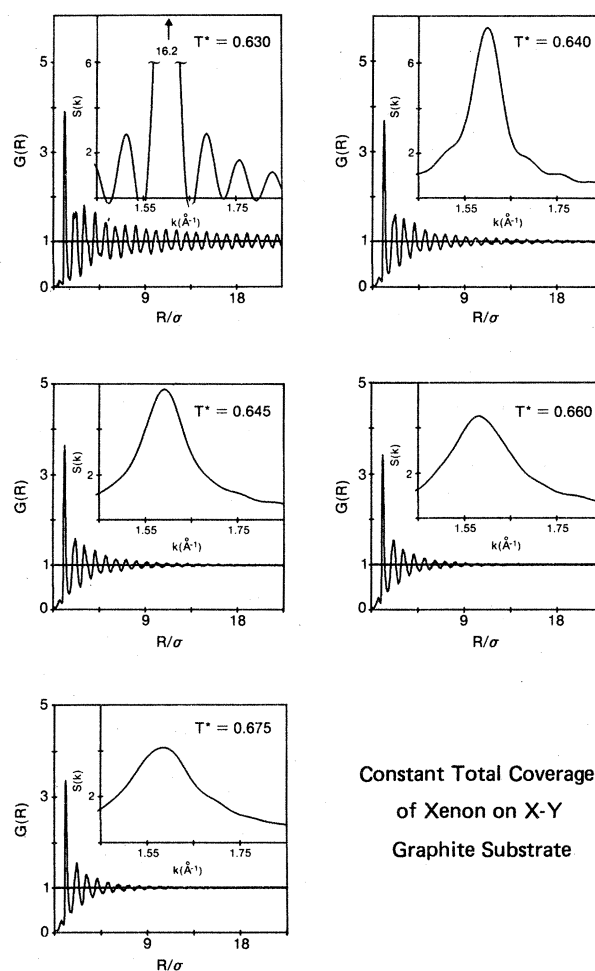 5
3
1
0
G(R)
9
18
R/σ
16.2
T* = 0.630
6
2
S(k)
1.55
1.75
k(Å⁻¹)
5
3
1
0
G(R)
9
18
R/σ
T* = 0.640
6
2
S(k)
1.55
1.75
k(Å⁻¹)
5
3
1
0
G(R)
9
18
R/σ
T* = 0.645
2
S(k)
1.55
1.75
k(Å⁻¹)
5
3
1
0
G(R)
9
18
R/σ
T* = 0.660
2
S(k)
1.55
1.75
k(Å⁻¹)
5
3
1
0
G(R)
9
18
R/σ
T* = 0.675
2
S(k)
1.55
1.75
k(Å⁻¹)
Constant Total Coverage
of Xenon on X-Y
Graphite Substrate